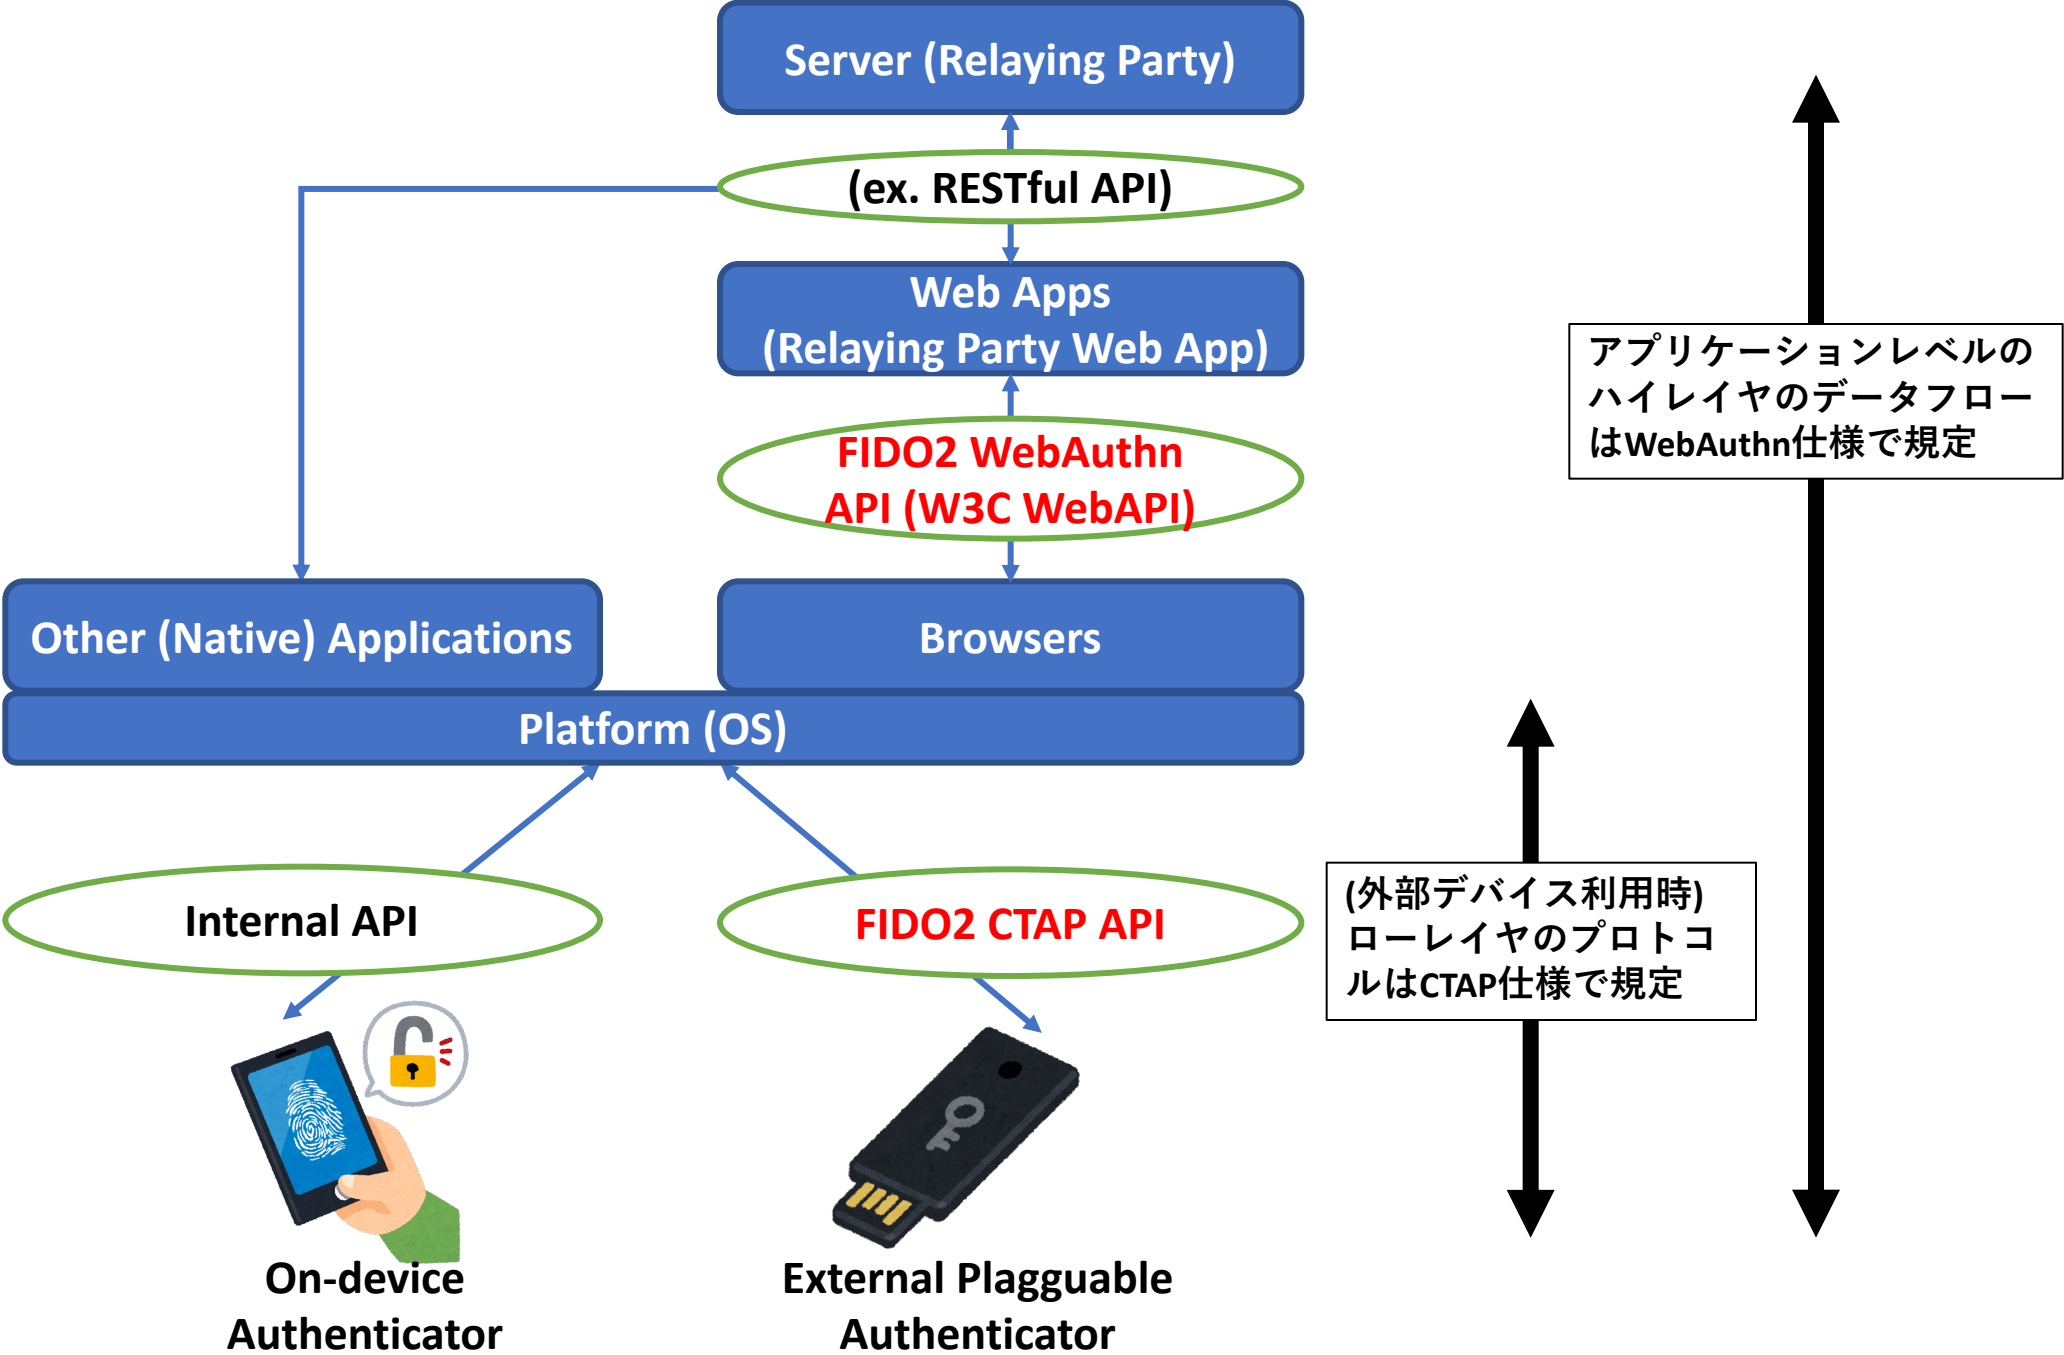 Server (Relaying Party)
(ex. RESTful API)
Web Apps
(Relaying Party Web App)
アプリケーションレベルの
ハイレイヤのデータフロー
はWebAuthn仕様で規定
FIDO2 WebAuthn
API (W3C WebAPI)
Other (Native) Applications
Browsers
Platform (OS)
Internal API
FIDO2 CTAP API
(外部デバイス利用時)
ローレイヤのプロトコ
ルはCTAP仕様で規定
On-device
Authenticator
External Plagguable
Authenticator